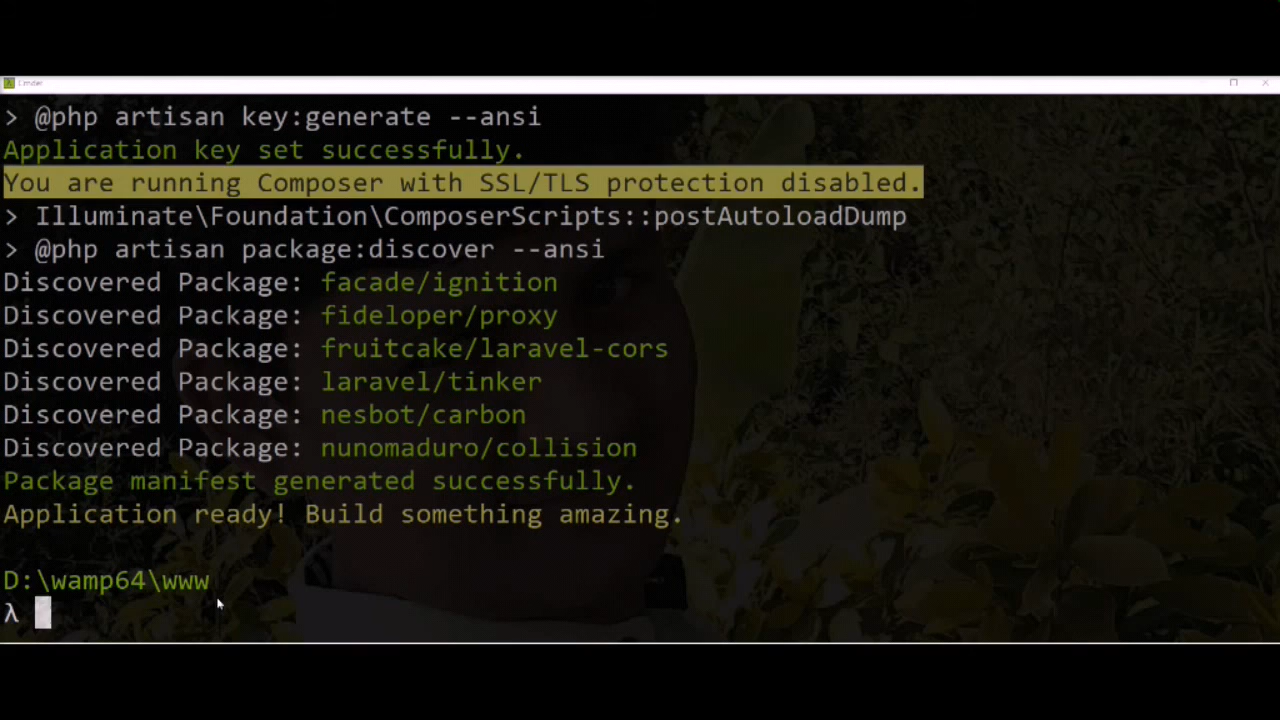 Cmder
> @php artisan key:generate --ansi
Application key set successfully.
You are running Composer with SSL/TLS protection disabled.
> Illuminate\Foundation\ComposerScripts::postAutoloadDump
> @php artisan package:discover --ansi
Discovered Package: facade/ignition
Discovered Package: fideloper/proxy
Discovered Package: fruitcake/laravel-cors
Discovered Package: laravel/tinker
Discovered Package: nesbot/carbon
Discovered Package: nunomaduro/collision
Package manifest generated successfully.
Application ready! Build something amazing.
D:\wamp64\www
λ